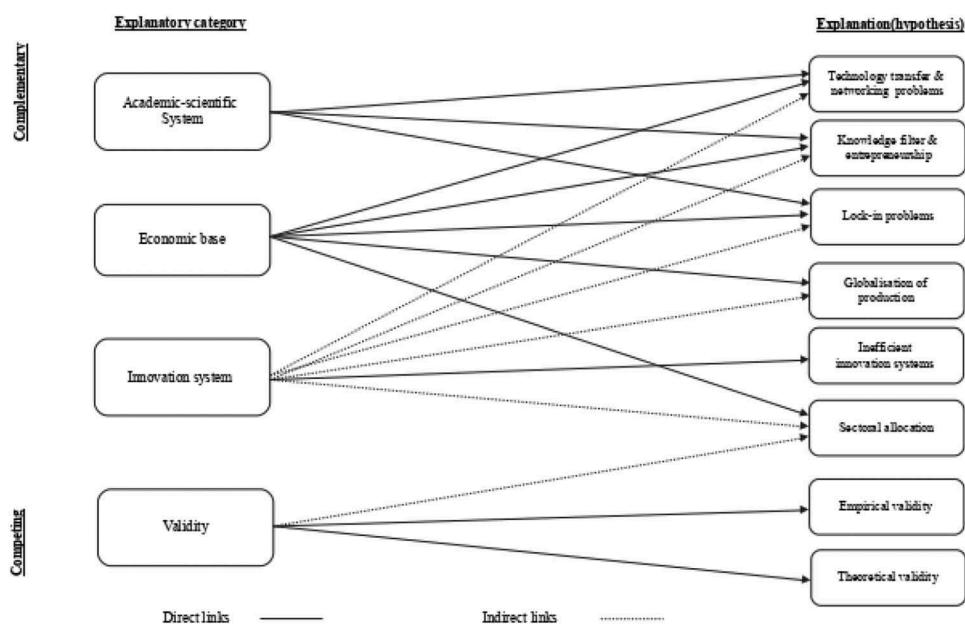 Explanatory category
Explanation(hypothesis)
Complementary
Academic-scientific
System
Technology transfer &
networking problems
Knowledge filter &
entrepreneurship
Economic base
Lock-in problems
Globalisation of
production
Innovation system
Inefficient
innovation systems
Sectoral allocation
Competing
Validity
Empirical validity
Theoretical validity
Direct links
Indirect links